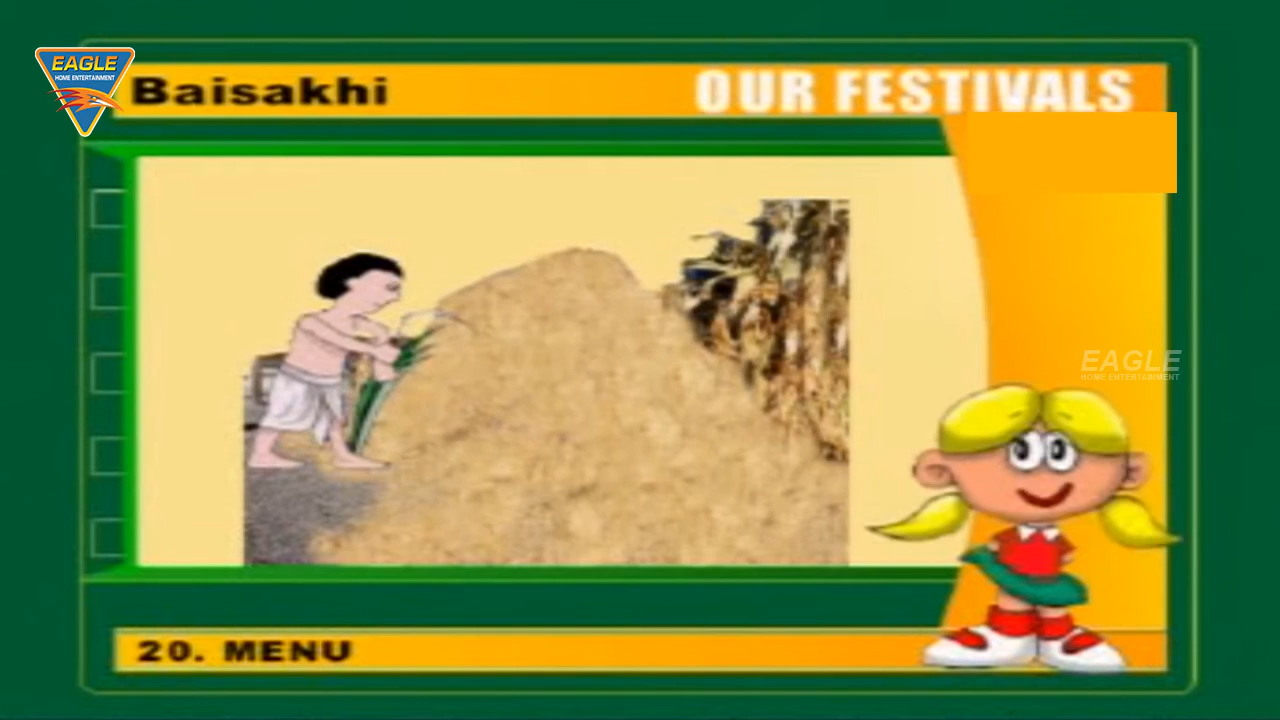 EAGLE
HOME ENTERTAINMENT
Baisakhi
OUR FESTIVALS
EAGLE
HOME ENTERTAINMENT
20. MENU